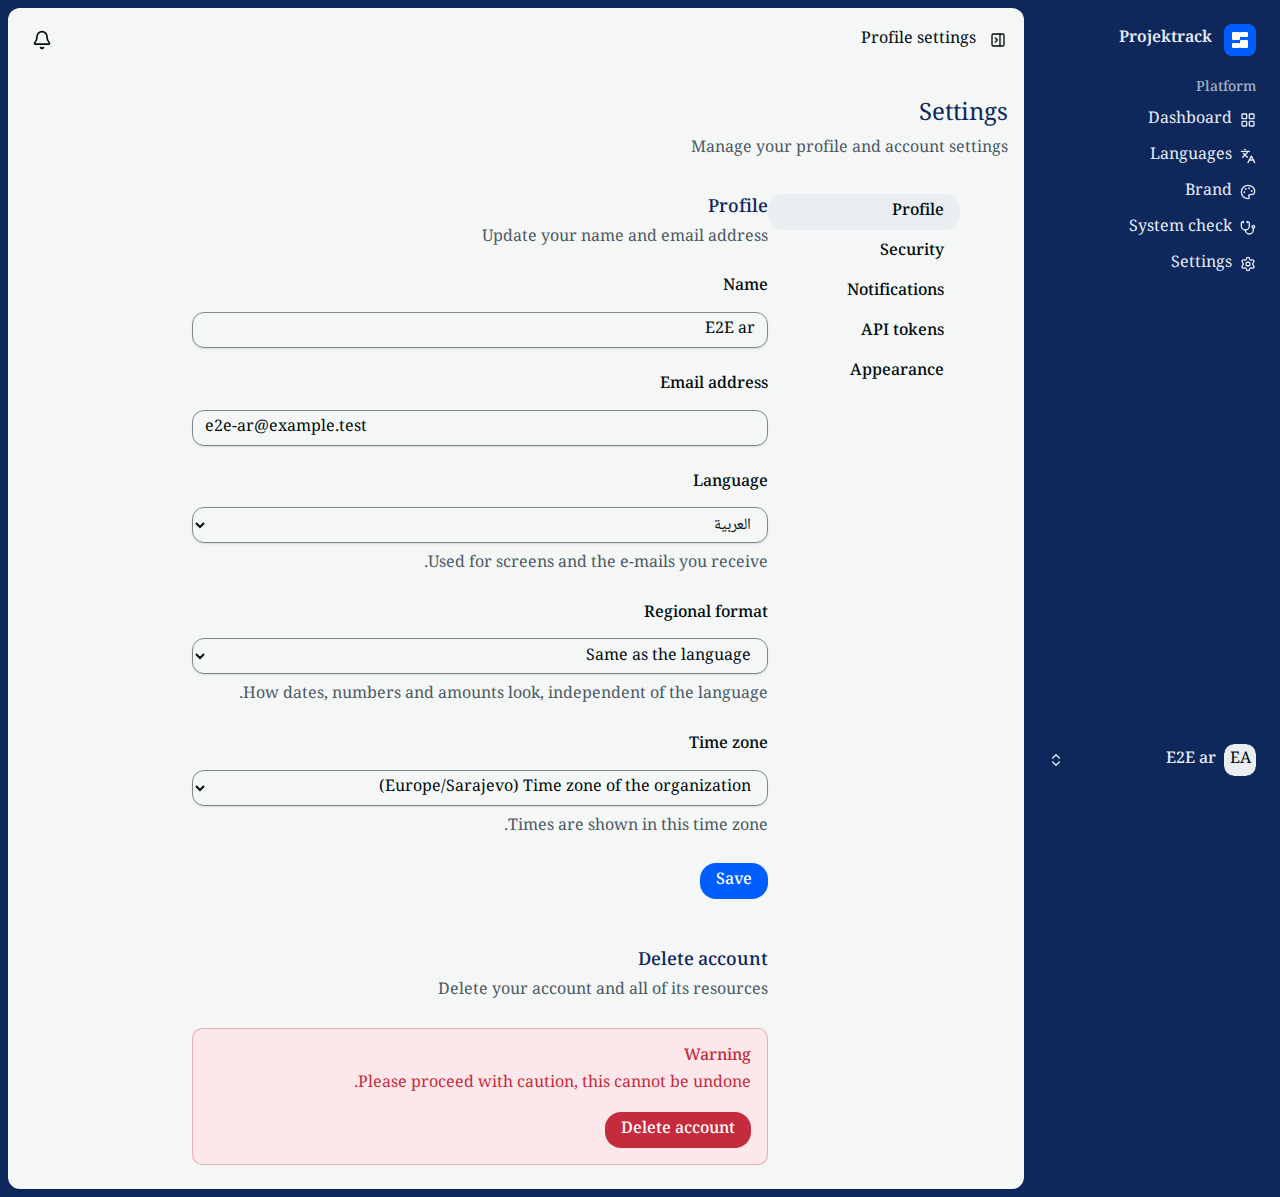 Projektrack
Platform
Dashboard
Languages
Brand
System check
Settings
EA E2E ar
Profile settings
Settings
Manage your profile and account settings
Profile
Security
Notifications
API tokens
Appearance
Profile
Update your name and email address
Name
E2E ar
Email address
e2e-ar@example.test
Language
العربية
Used for screens and the e-mails you receive.
Regional format
Same as the language
How dates, numbers and amounts look, independent of the language.
Time zone
Time zone of the organization (Europe/Sarajevo)
Times are shown in this time zone.
Save
Delete account
Delete your account and all of its resources
Warning
Please proceed with caution, this cannot be undone.
Delete account